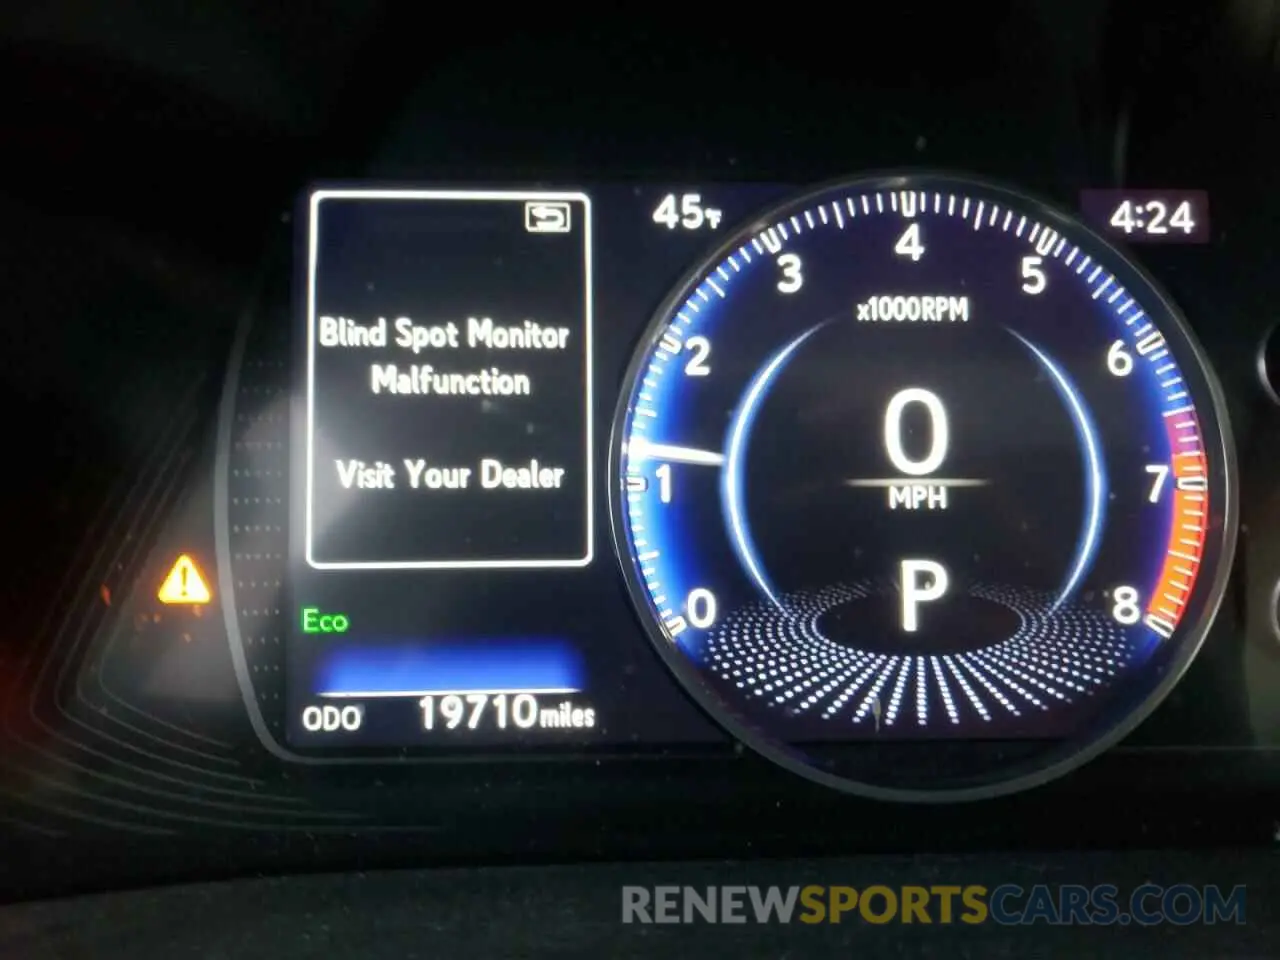 45°F
4:24
Blind Spot Monitor
Malfunction
Visit Your Dealer
Eco
ODO 19710 miles
0
1
2
3
4
5
6
7
8
x1000RPM
0
MPH
P
RENEWSPORTSCARS.COM